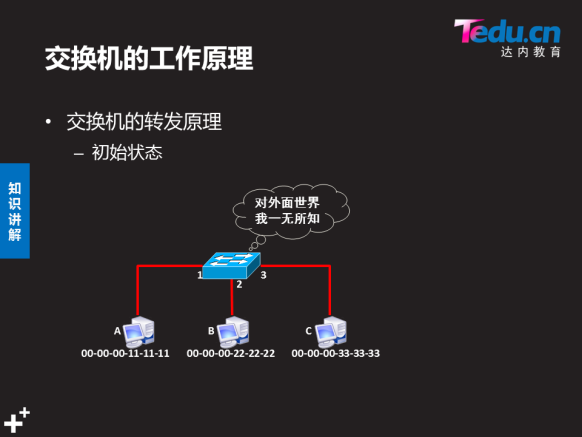 Tedu.cn
达内教育
交换机的工作原理
• 交换机的转发原理
– 初始状态
知识讲解
对外面世界
我一无所知
1
2
3
A
B
C
00-00-00-11-11-11
00-00-00-22-22-22
00-00-00-33-33-33